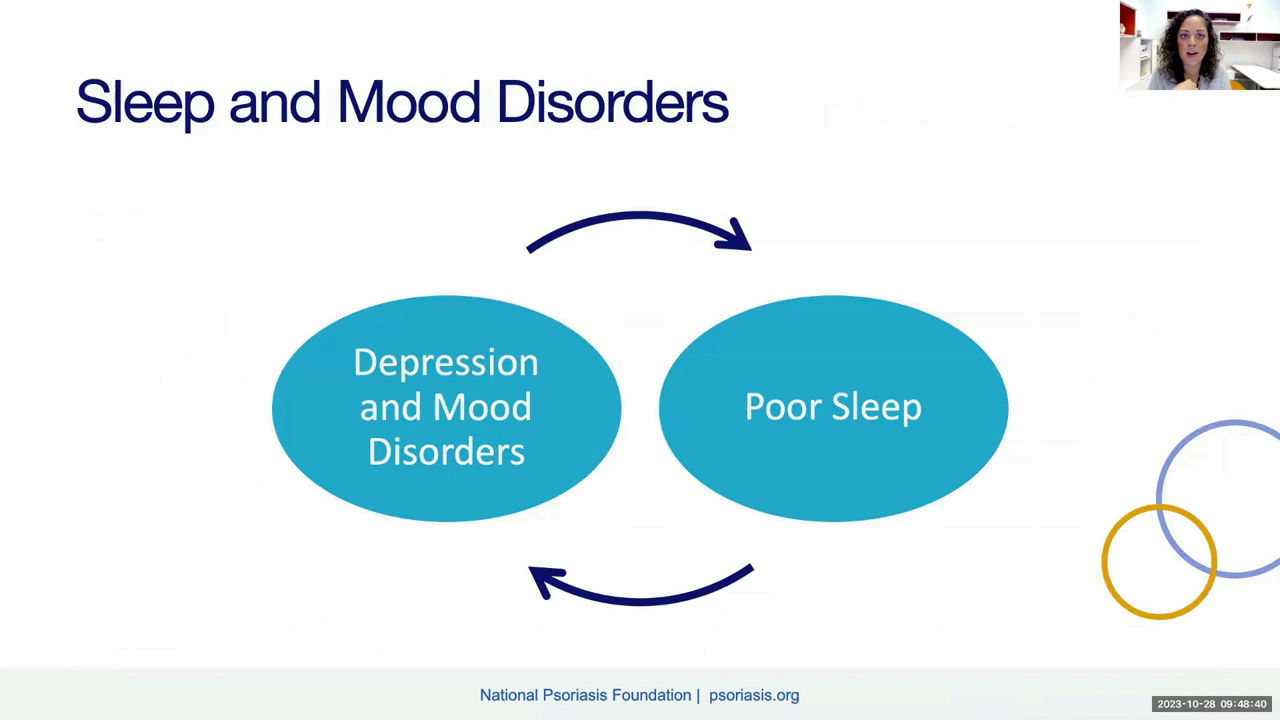 Sleep and Mood Disorders
Depression
and Mood
Disorders
Poor Sleep
National Psoriasis Foundation | psoriasis.org
2023-10-28 09:48:40